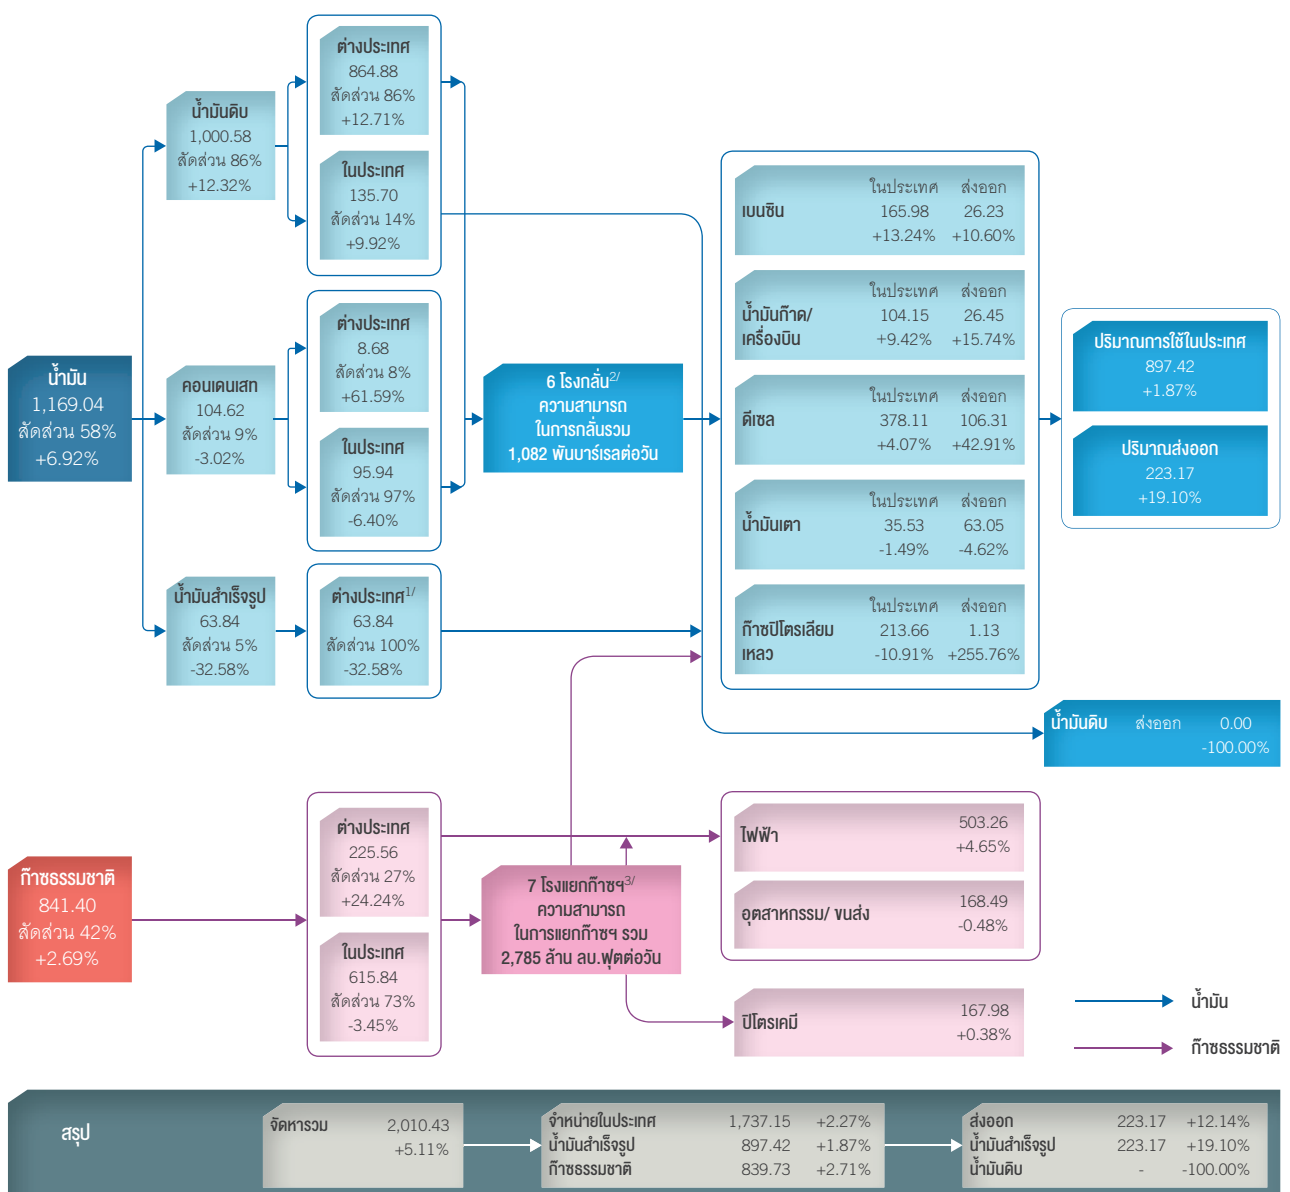 น้ำมัน
1,169.04
สัดส่วน 58%
+6.92%
น้ำมันดิบ
1,000.58
สัดส่วน 86%
+12.32%
ต่างประเทศ
864.88
สัดส่วน 86%
+12.71%
ในประเทศ
135.70
สัดส่วน 14%
+9.92%
คอนเดนเสท
104.62
สัดส่วน 9%
-3.02%
ต่างประเทศ
8.68
สัดส่วน 8%
+61.59%
ในประเทศ
95.94
สัดส่วน 97%
-6.40%
น้ำมันสำเร็จรูป
63.84
สัดส่วน 5%
-32.58%
ต่างประเทศ1/
63.84
สัดส่วน 100%
-32.58%
6 โรงกลั่น2/
ความสามารถ
ในการกลั่นรวม
1,082 พันบาร์เรลต่อวัน
ในประเทศ ส่งออก
เบนซิน 165.98 26.23
+13.24% +10.60%
ในประเทศ ส่งออก
น้ำมันก๊าด/ 104.15 26.45
เครื่องบิน +9.42% +15.74%
ในประเทศ ส่งออก
ดีเซล 378.11 106.31
+4.07% +42.91%
ในประเทศ ส่งออก
น้ำมันเตา 35.53 63.05
-1.49% -4.62%
ในประเทศ ส่งออก
ก๊าซปิโตรเลียม 213.66 1.13
เหลว -10.91% +255.76%
ปริมาณการใช้ในประเทศ
897.42
+1.87%
ปริมาณส่งออก
223.17
+19.10%
น้ำมันดิบ ส่งออก 0.00
-100.00%
ก๊าซธรรมชาติ
841.40
สัดส่วน 42%
+2.69%
ต่างประเทศ
225.56
สัดส่วน 27%
+24.24%
ในประเทศ
615.84
สัดส่วน 73%
-3.45%
7 โรงแยกก๊าซฯ3/
ความสามารถ
ในการแยกก๊าซฯ รวม
2,785 ล้าน ลบ.ฟุตต่อวัน
ไฟฟ้า 503.26
+4.65%
อุตสาหกรรม/ ขนส่ง 168.49
-0.48%
ปิโตรเคมี 167.98
+0.38%
น้ำมัน
ก๊าซธรรมชาติ
สรุป
จัดหารวม 2,010.43
+5.11%
จำหน่ายในประเทศ 1,737.15 +2.27%
น้ำมันสำเร็จรูป 897.42 +1.87%
ก๊าซธรรมชาติ 839.73 +2.71%
ส่งออก 223.17 +12.14%
น้ำมันสำเร็จรูป 223.17 +19.10%
น้ำมันดิบ - -100.00%